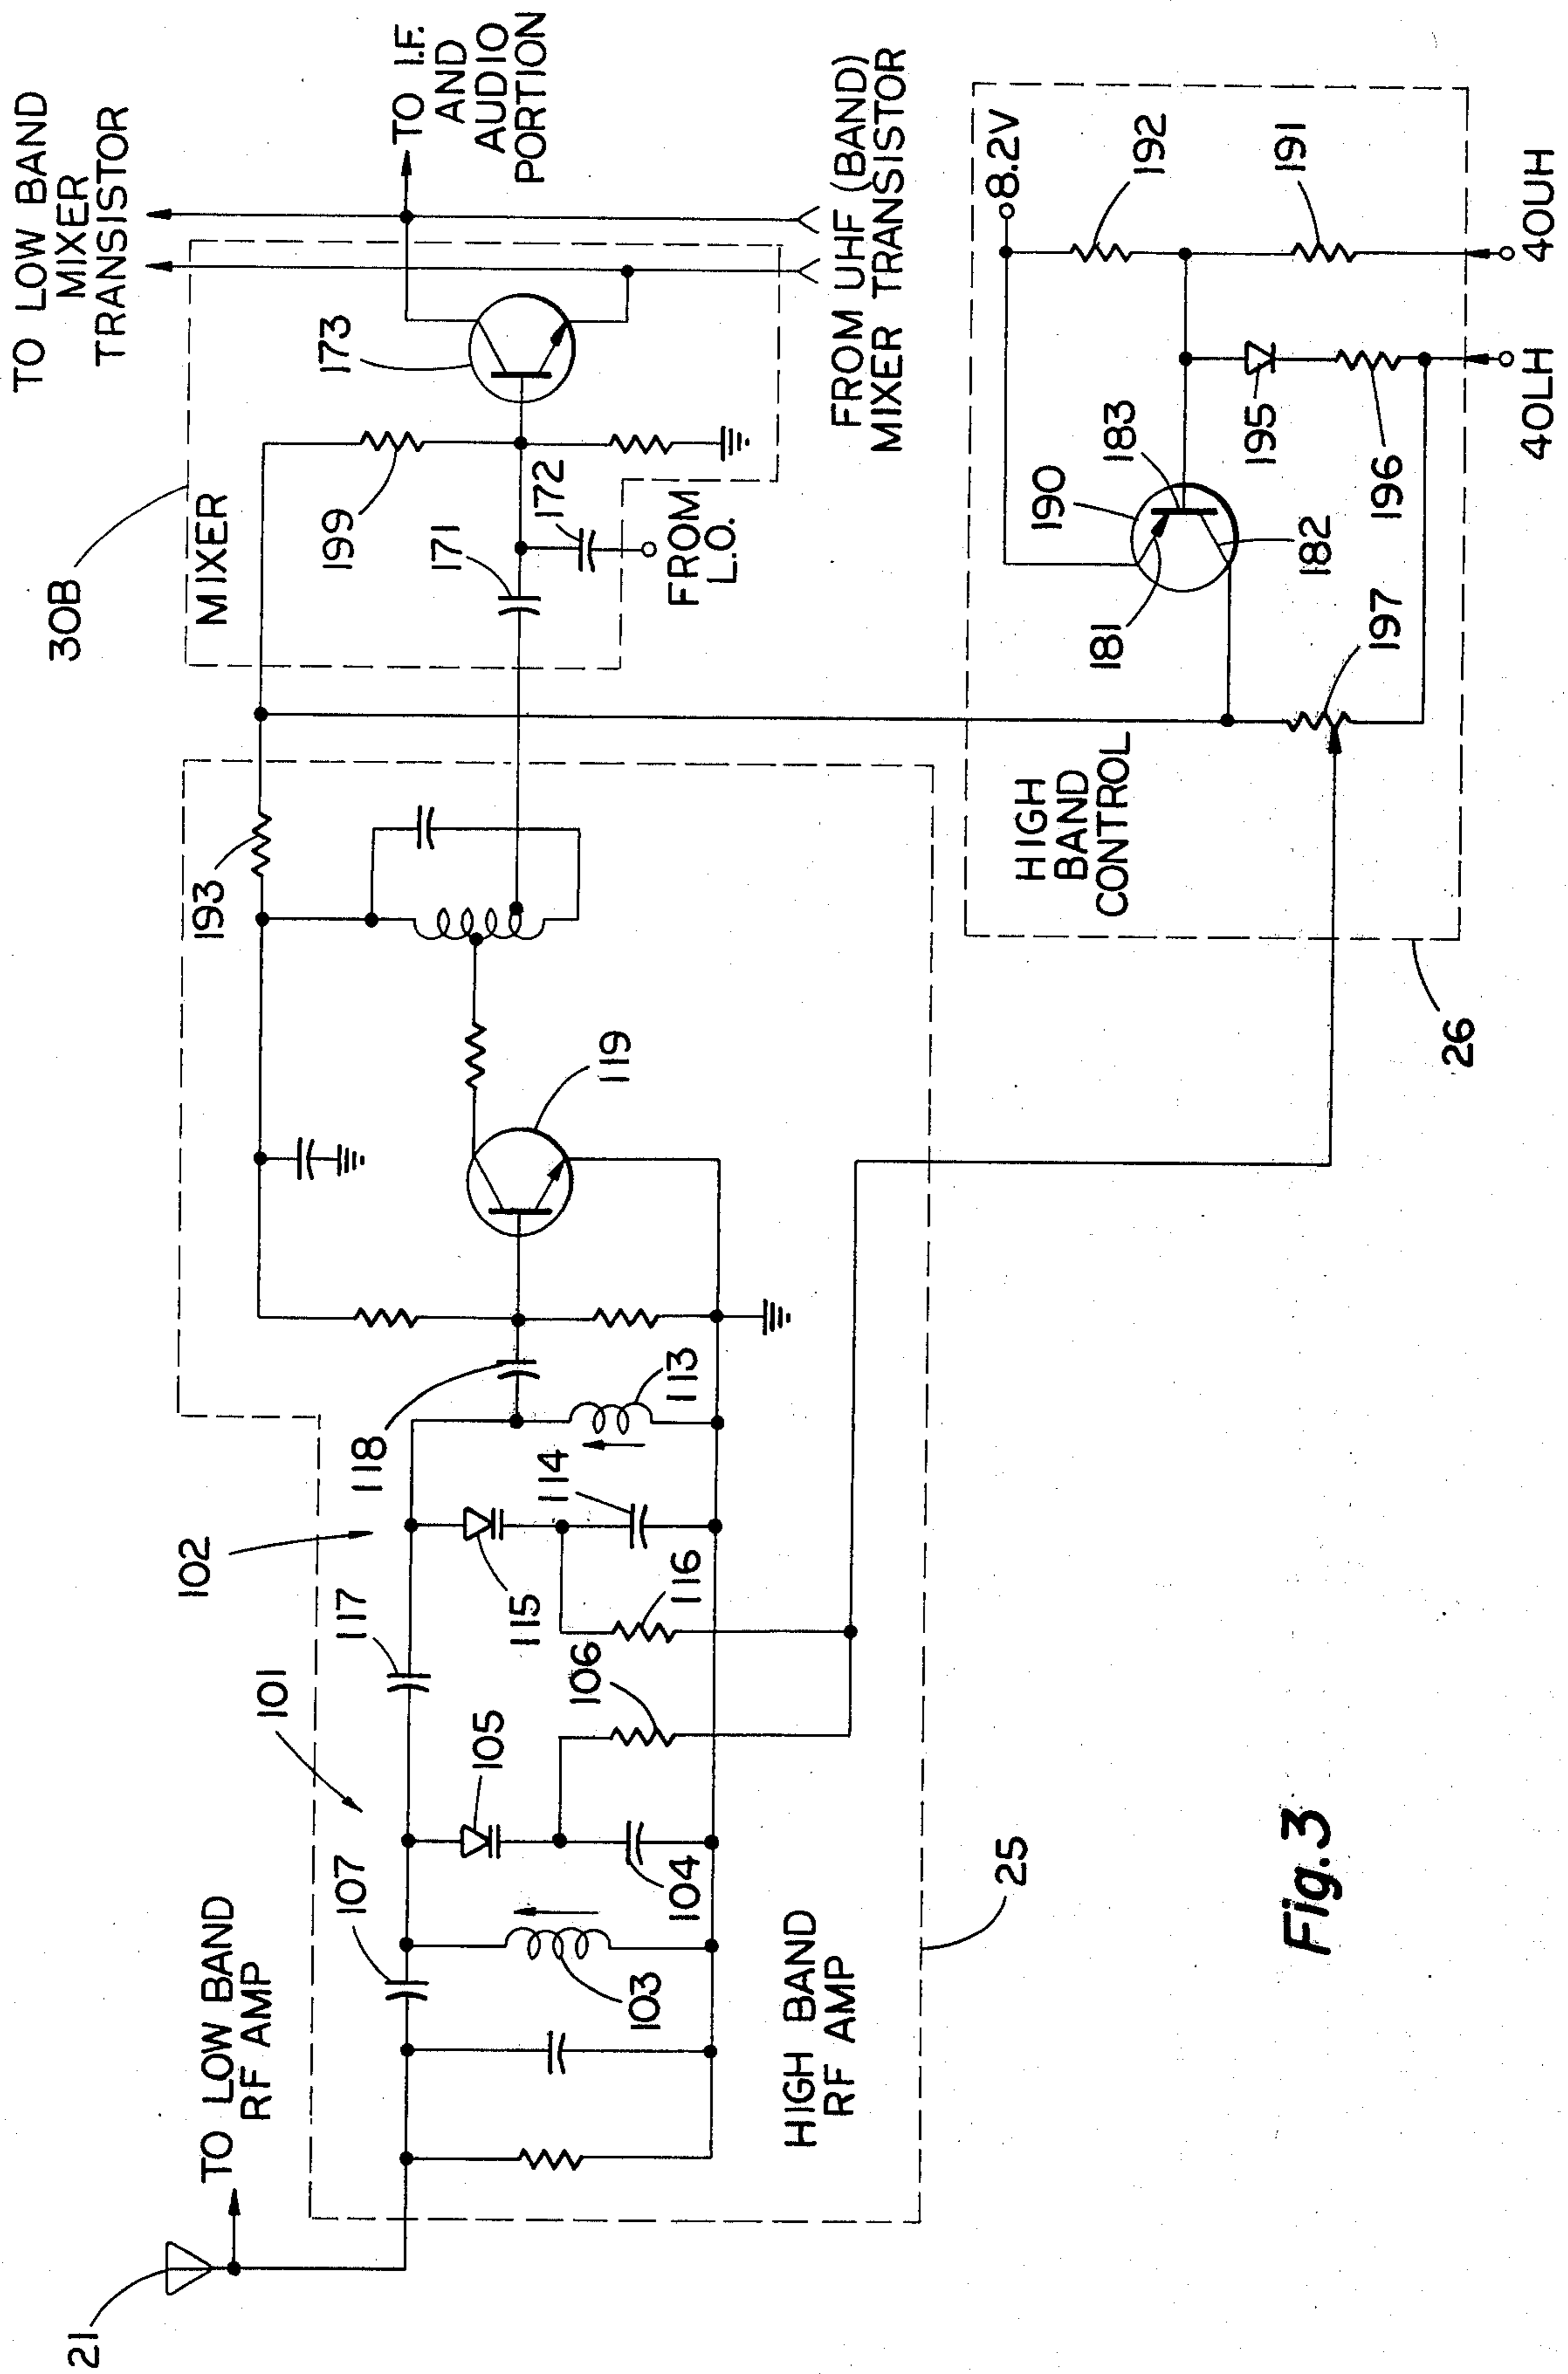 21
TO LOW BAND
RF AMP
107
101
117
102
118
105
115
103
104
106
116
114
113
119
193
HIGH BAND
RF AMP
25
30B
MIXER
199
171
172
FROM
L.O.
173
TO LOW BAND
MIXER
TRANSISTOR
TO I.F.
AND
AUDIO
PORTION
FROM UHF (BAND)
MIXER TRANSISTOR
HIGH
BAND
CONTROL
26
8.2V
190
183
181
182
192
191
195
196
197
40UH
40LH
Fig.3